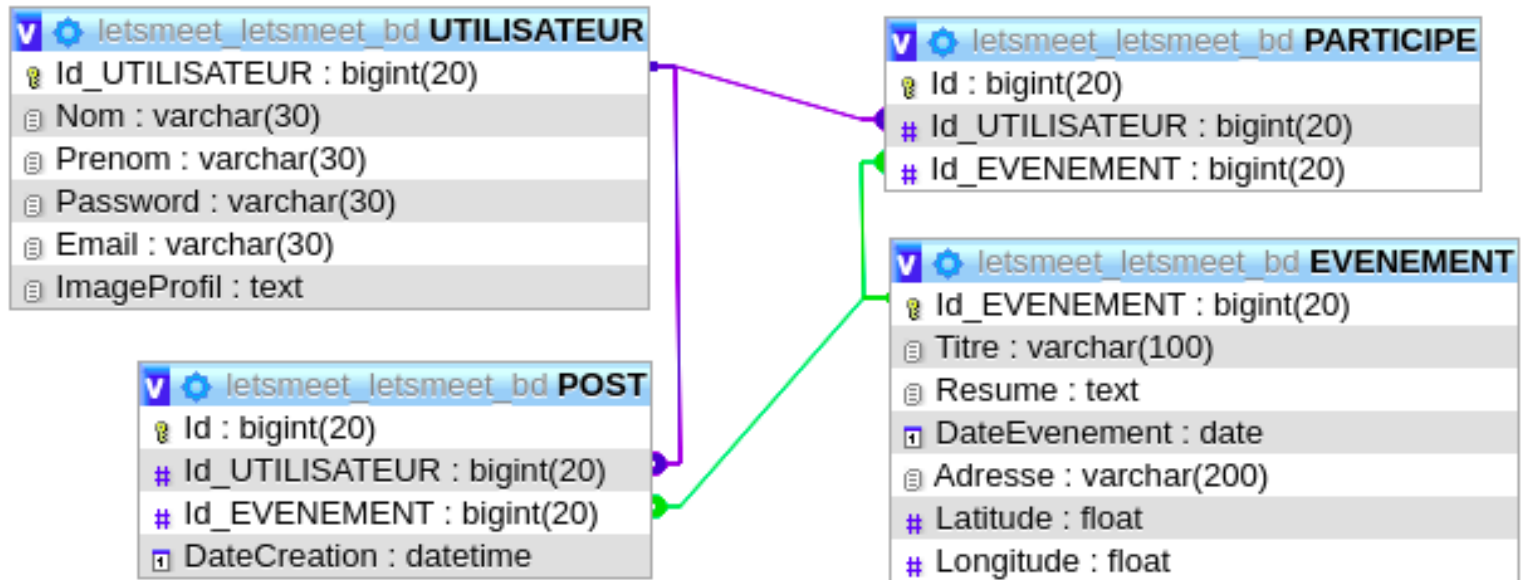 v letsmeet_letsmeet_bd UTILISATEUR
Id_UTILISATEUR : bigint(20)
Nom : varchar(30)
Prenom : varchar(30)
Password : varchar(30)
Email : varchar(30)
ImageProfil : text
v letsmeet_letsmeet_bd PARTICIPE
Id : bigint(20)
# Id_UTILISATEUR : bigint(20)
# Id_EVENEMENT : bigint(20)
v letsmeet_letsmeet_bd POST
Id : bigint(20)
# Id_UTILISATEUR : bigint(20)
# Id_EVENEMENT : bigint(20)
DateCreation : datetime
v letsmeet_letsmeet_bd EVENEMENT
Id_EVENEMENT : bigint(20)
Titre : varchar(100)
Resume : text
DateEvenement : date
Adresse : varchar(200)
# Latitude : float
# Longitude : float